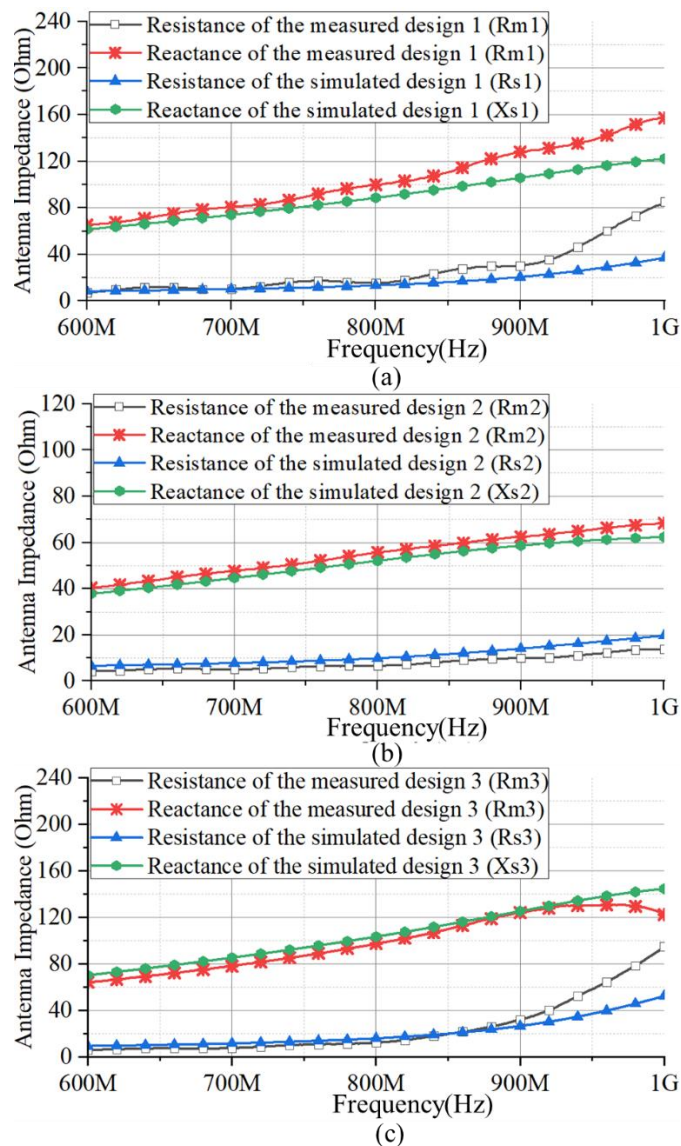 240
200
160
120
80
40
0
Antenna Impedance (Ohm)
Resistance of the measured design 1 (Rm1)
Reactance of the measured design 1 (Rm1)
Resistance of the simulated design 1 (Rs1)
Reactance of the simulated design 1 (Xs1)
600M 700M 800M 900M 1G
Frequency(Hz)
(a)
120
100
80
60
40
20
0
Antenna Impedance (Ohm)
Resistance of the measured design 2 (Rm2)
Reactance of the measured design 2 (Rm2)
Resistance of the simulated design 2 (Rs2)
Reactance of the simulated design 2 (Xs2)
600M 700M 800M 900M 1G
(b)
240
200
160
120
80
40
0
Antenna Impedance (Ohm)
Resistance of the measured design 3 (Rm3)
Reactance of the measured design 3 (Rm3)
Resistance of the simulated design 3 (Rs3)
Reactance of the simulated design 3 (Xs3)
600M 700M 800M 900M 1G
Frequency(Hz)
(c)